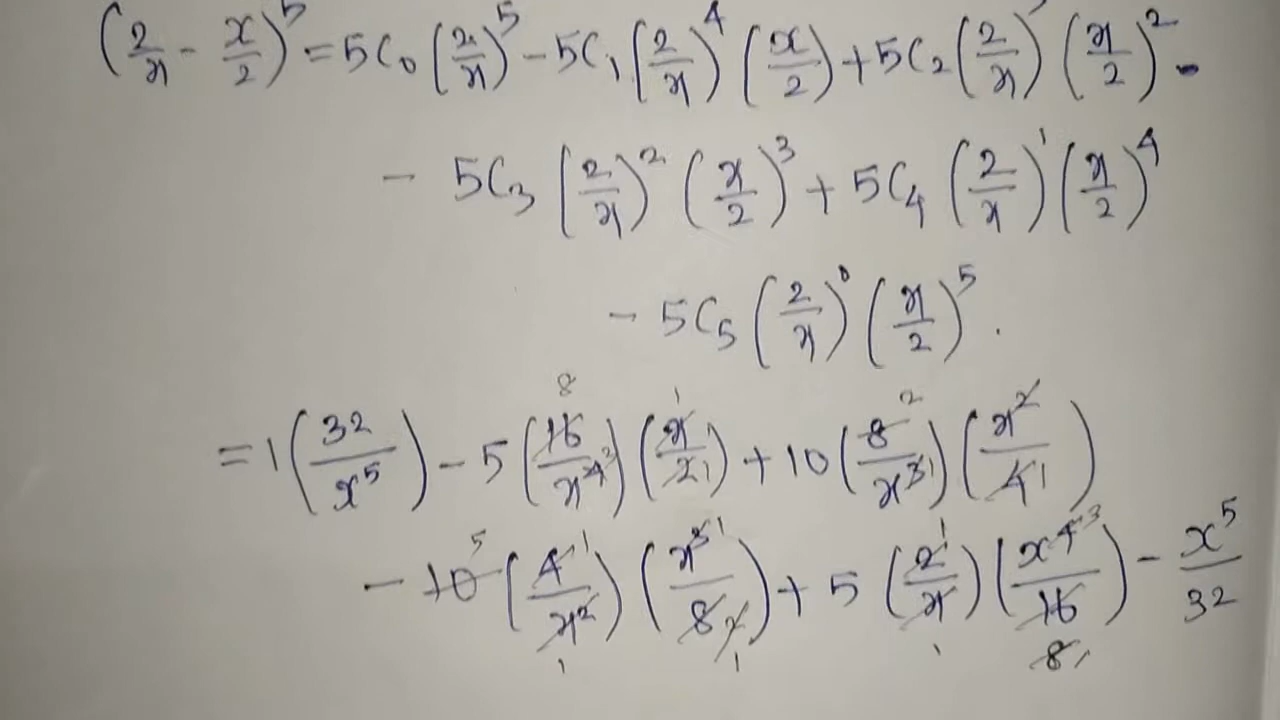 (2/x - x/2)^5 = 5C₀ (2/x)^5 - 5C₁ (2/x)^4 (x/2) + 5C₂ (2/x)^3 (x/2)^2 -
- 5C₃ (2/x)^2 (x/2)^3 + 5C₄ (2/x)^1 (x/2)^4
- 5C₅ (2/x)^0 (x/2)^5 .
= 1 (32/x^5) - 5 (16/x^4) (x/2) + 10 (8/x^3) (x^2/4)
- 10 (4/x^2) (x^3/8) + 5 (2/x) (x^4/16) - x^5/32